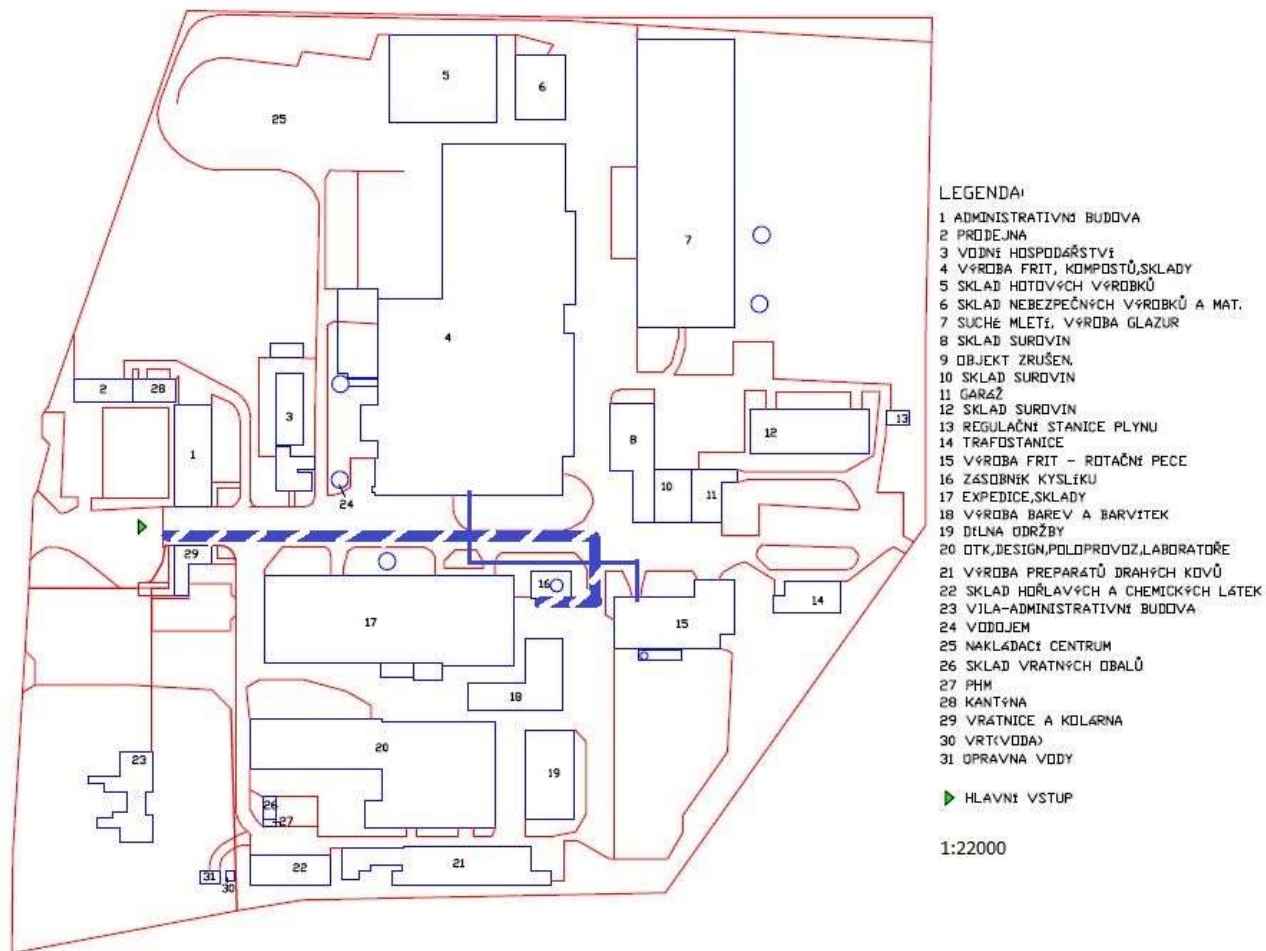 5
6
25
7
4
2
28
3
1
8
12
13
10
11
24
29
16
17
15
14
18
20
23
19
26
27
21
22
31
30
LEGENDA:
1 ADMINISTRATIVNÍ BUDOVA
2 PRODEJNA
3 VODNÍ HOSPODÁŘSTVÍ
4 VÝROBA FRIT, KOMPOSTŮ,SKLADY
5 SKLAD HOTOVÝCH VÝROBKŮ
6 SKLAD NEBEZPEČNÝCH VÝROBKŮ A MAT.
7 SUCHÉ MLETÍ, VÝROBA GLAZUR
8 SKLAD SUROVIN
9 OBJEKT ZRUŠEN.
10 SKLAD SUROVIN
11 GARÁŽ
12 SKLAD SUROVIN
13 REGULAČNÍ STANICE PLYNU
14 TRAFOSTANICE
15 VÝROBA FRIT - ROTAČNÍ PECE
16 ZÁSOBNÍK KYSLÍKU
17 EXPEDICE,SKLADY
18 VÝROBA BAREV A BARVÍTEK
19 DÍLNA ÚDRŽBY
20 OTK,DESIGN,POLOPROVOZ,LABORATOŘE
21 VÝROBA PREPARÁTŮ DRAHÝCH KOVŮ
22 SKLAD HOŘLAVÝCH A CHEMICKÝCH LÁTEK
23 VILA-ADMINISTRATIVNÍ BUDOVA
24 VODOJEM
25 NAKLÁDACÍ CENTRUM
26 SKLAD VRATNÝCH OBALŮ
27 PHM
28 KANTÝNA
29 VRÁTNICE A KOLÁRNA
30 VRT(VODA)
31 ÚPRAVNA VODY
HLAVNÍ VSTUP
1:22000